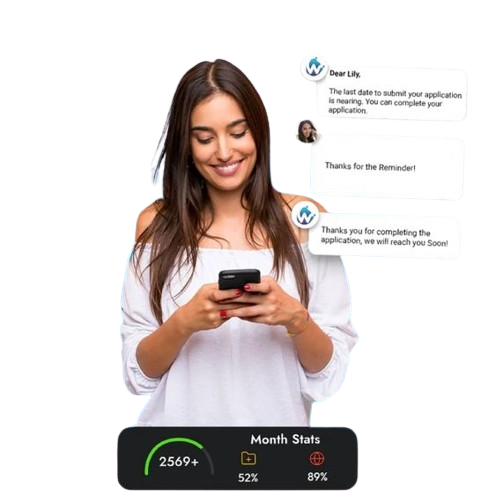 Dear Lily,
The last date to submit your application
is nearing. You can complete your
application.
Thanks for the Reminder!
Thanks you for completing the
application, we will reach you Soon!
Month Stats
2569+
52%
89%